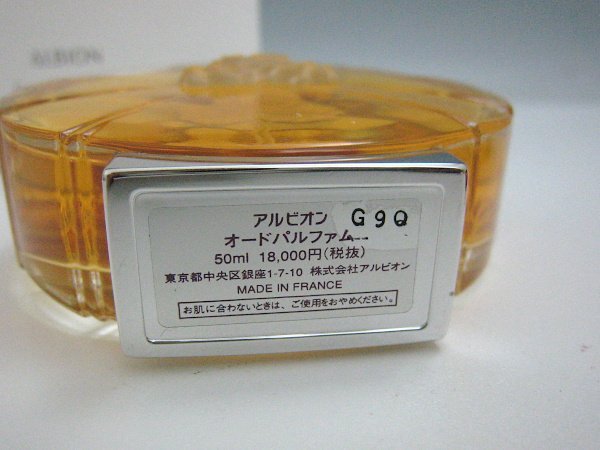 ALBION
アルビオン G9Q
オードパルファム
50ml 18,000円(税抜)
東京都中央区銀座1-7-10 株式会社アルビオン
MADE IN FRANCE
お肌に合わないときは、ご使用をおやめください。